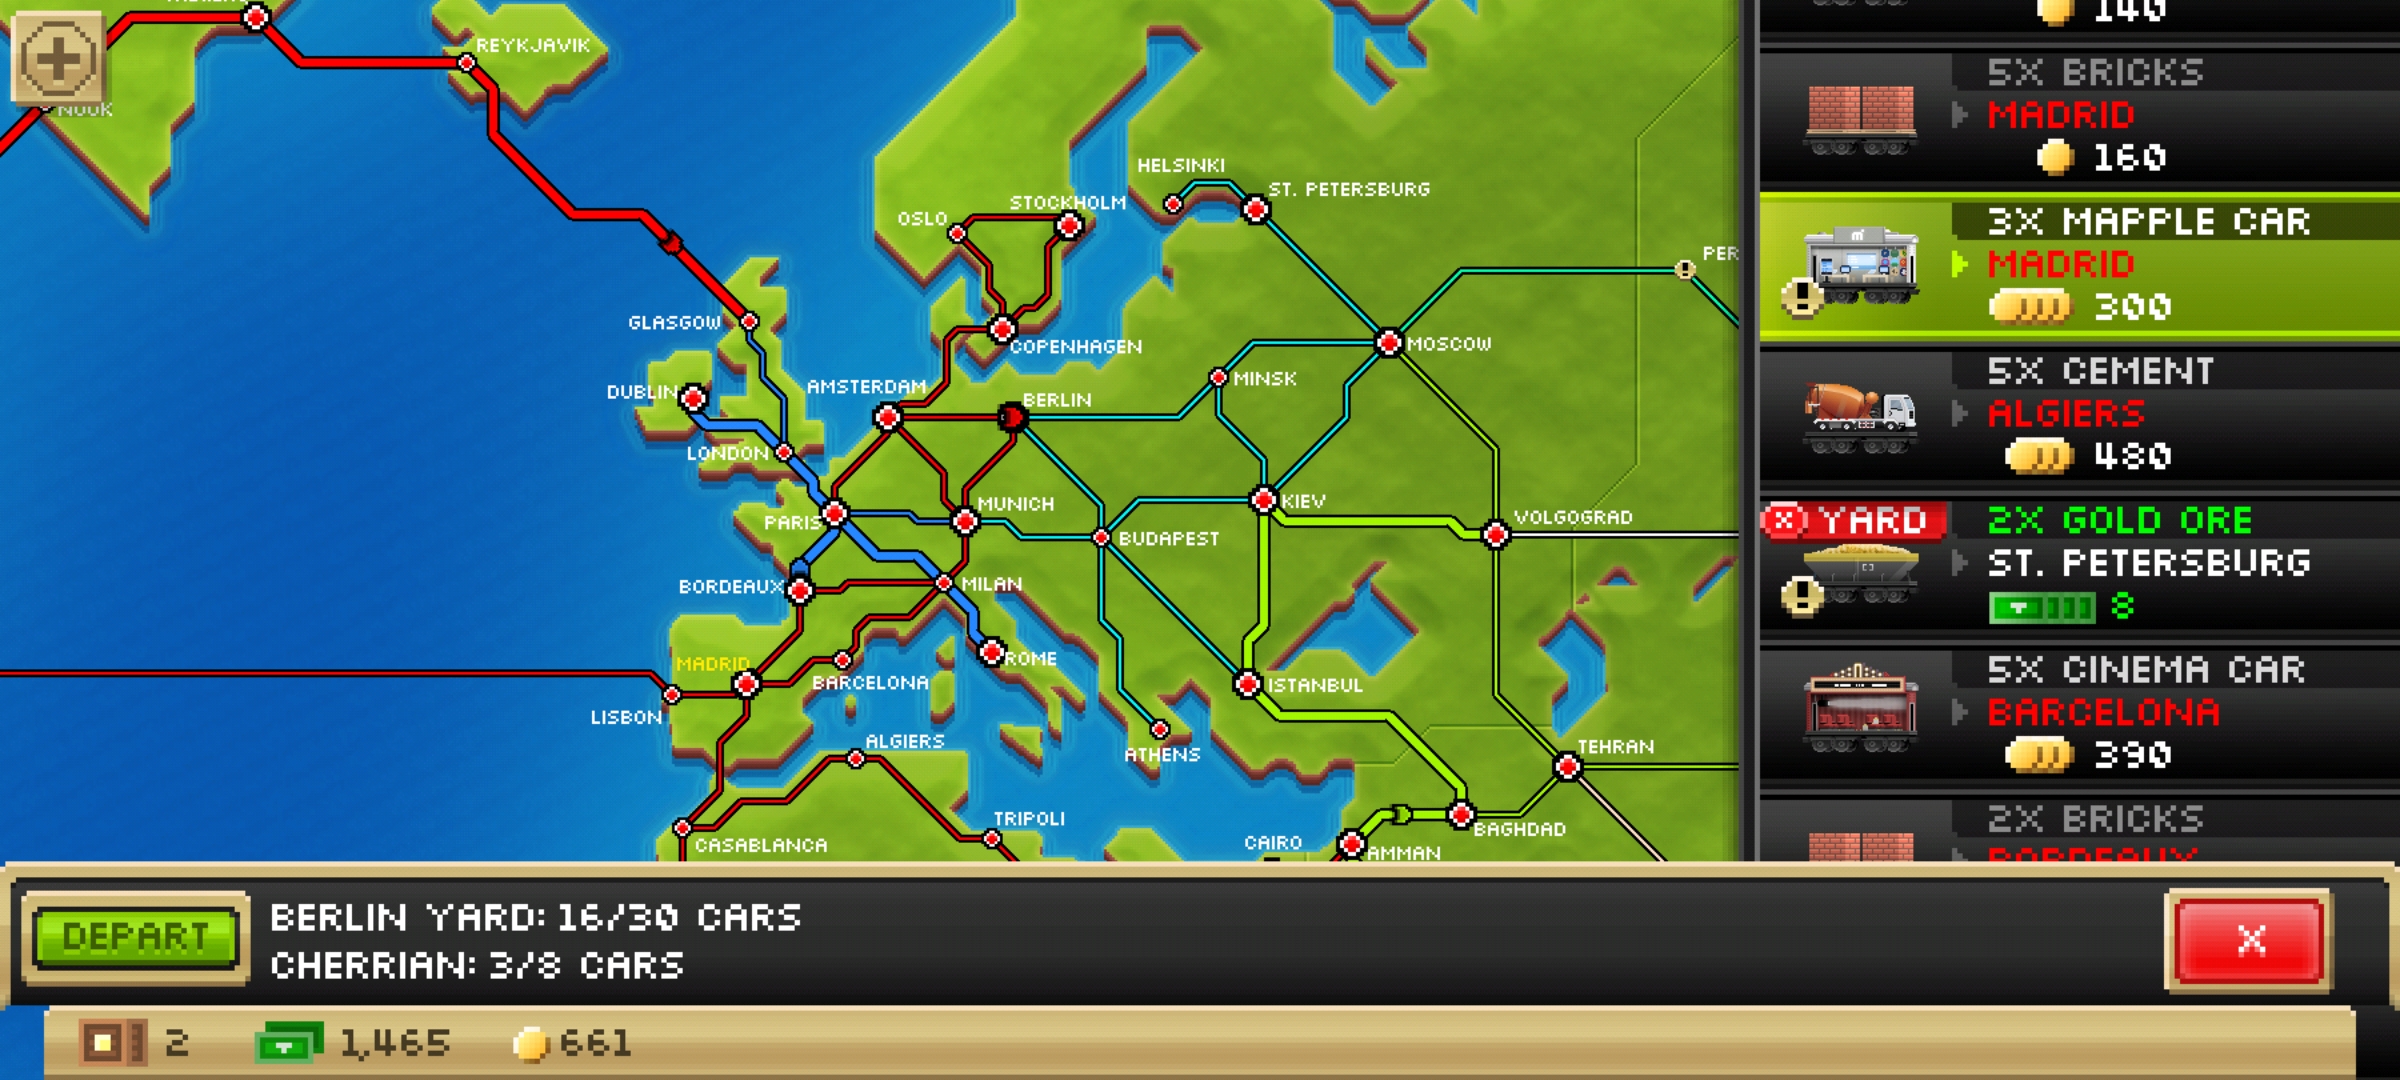 REYKJAVIK
NUUK
HELSINKI
ST. PETERSBURG
STOCKHOLM
OSLO
PER
GLASGOW
COPENHAGEN
MOSCOW
DUBLIN
AMSTERDAM
BERLIN
MINSK
LONDON
PARIS
MUNICH
KIEV
VOLGOGRAD
BUDAPEST
BORDEAUX
MILAN
MADRID
ROME
BARCELONA
ISTANBUL
LISBON
ALGIERS
ATHENS
TEHRAN
TRIPOLI
CASABLANCA
CAIRO
AMMAN
BAGHDAD
140
5X BRICKS
MADRID
160
3X MAPPLE CAR
MADRID
300
5X CEMENT
ALGIERS
480
YARD
2X GOLD ORE
ST. PETERSBURG
8
5X CINEMA CAR
BARCELONA
390
2X BRICKS
BORDEAUX
DEPART
BERLIN YARD: 16/30 CARS
CHERRIAN: 3/8 CARS
X
2
1,465
661